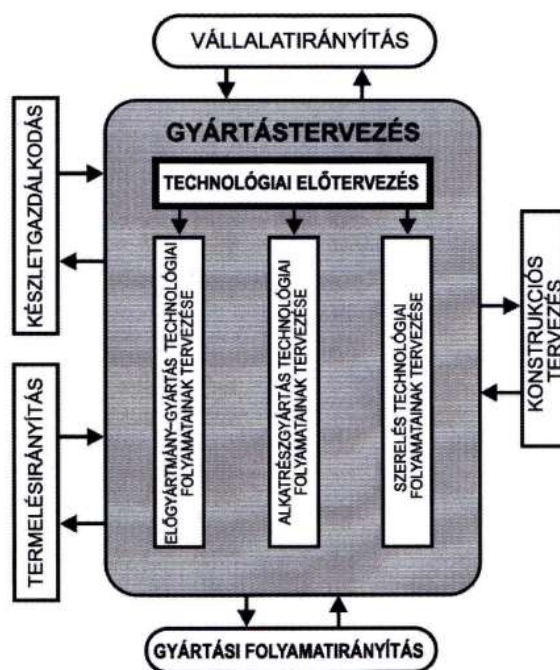 VÁLLALATIRÁNYÍTÁS
GYÁRTÁSTERVEZÉS
TECHNOLÓGIAI ELŐTERVEZÉS
KÉSZLETGAZDÁLKODÁS
TERMELÉSIRÁNYÍTÁS
ELŐGYÁRTMÁNY–GYÁRTÁS TECHNOLÓGIAI
FOLYAMATAINAK TERVEZÉSE
ALKATRÉSZGYÁRTÁS TECHNOLÓGIAI
FOLYAMATAINAK TERVEZÉSE
SZERELÉS TECHNOLÓGIAI
FOLYAMATAINAK TERVEZÉSE
KONSTRUKCIÓS
TERVEZÉS
GYÁRTÁSI FOLYAMATIRÁNYÍTÁS